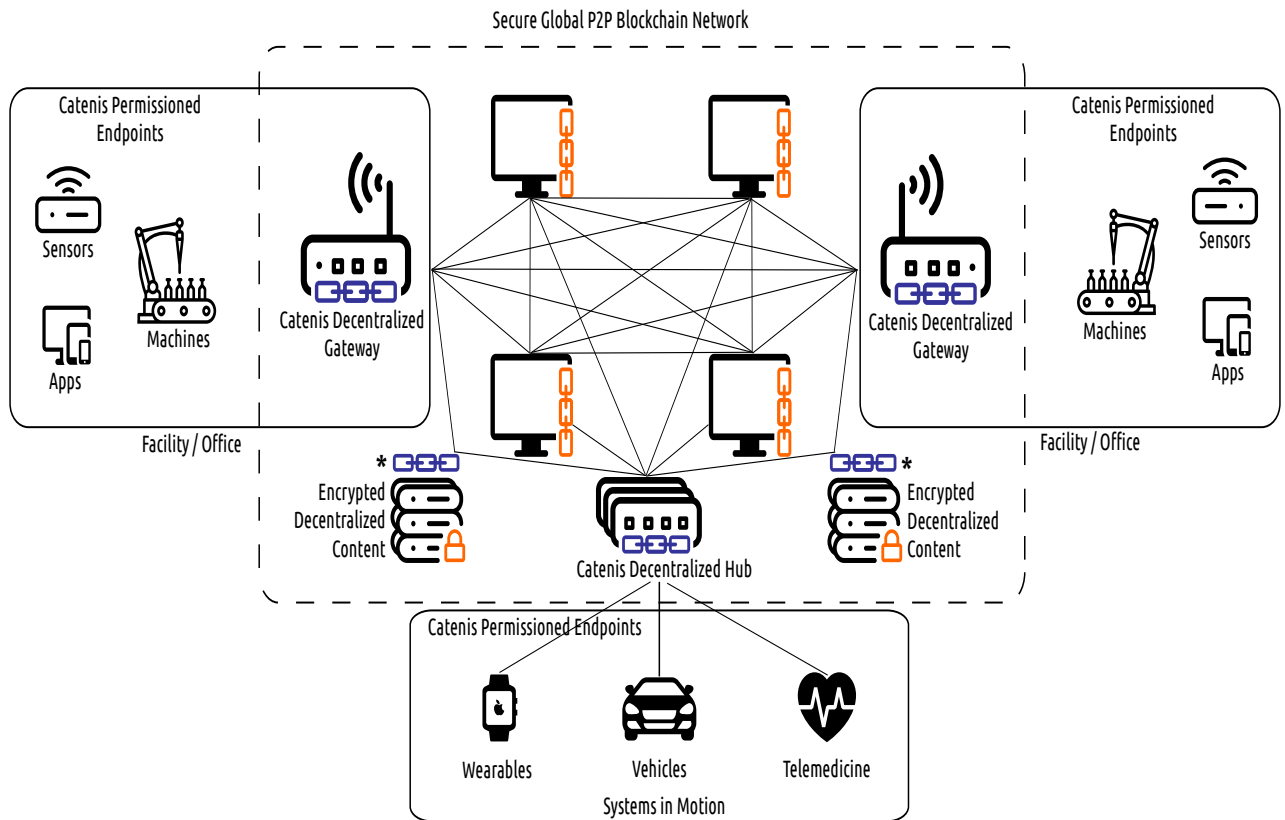 Secure Global P2P Blockchain Network
Catenis Permissioned
Endpoints
Sensors
Machines
Apps
Catenis Decentralized
Gateway
Facility / Office
Catenis Permissioned
Endpoints
Sensors
Machines
Apps
Catenis Decentralized
Gateway
Facility / Office
*
Encrypted
Decentralized
Content
*
Encrypted
Decentralized
Content
Catenis Decentralized Hub
Catenis Permissioned Endpoints
Wearables
Vehicles
Telemedicine
Systems in Motion